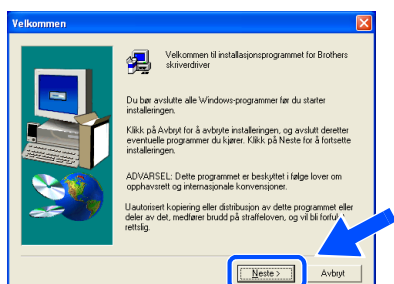 Velkommen
Velkommen til installasjonsprogrammet for Brothers
skriverdriver
Du bør avslutte alle Windows-programmer før du starter
installeringen.
Klikk på Avbryt for å avbryte installeringen, og avslutt deretter
eventuelle programmer du kjører. Klikk på Neste for å fortsette
installeringen.
ADVARSEL: Dette programmet er beskyttet i følge lover om
opphavsrett og internasjonale konvensjoner.
Uautorisert kopiering eller distribusjon av dette programmet eller
deler av det, medfører brudd på straffeloven, og vil bli
rettslig.
Neste >
Avbryt